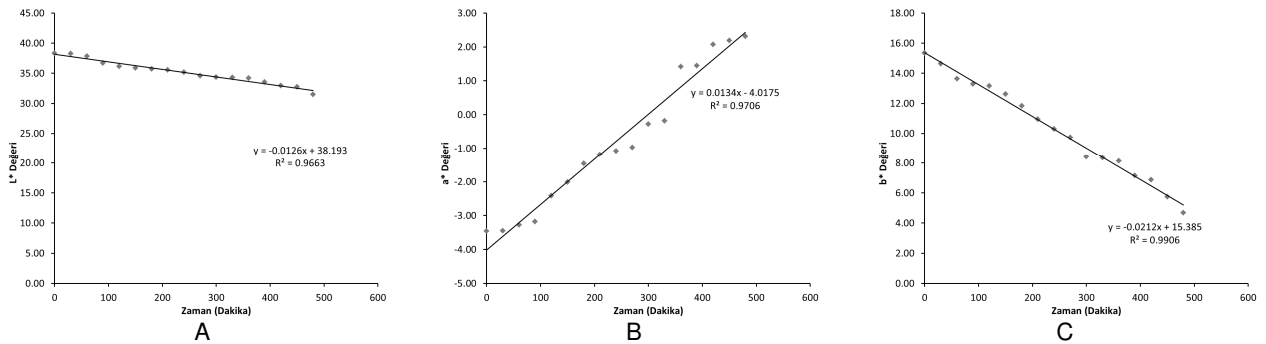 45.00
40.00
35.00
30.00
25.00
20.00
15.00
10.00
5.00
0.00
L* Değeri
y = -0.0126x + 38.193
R² = 0.9663
0 100 200 300 400 500 600
Zaman (Dakika)
A
3.00
2.00
1.00
0.00
-1.00
-2.00
-3.00
-4.00
-5.00
a* Değeri
y = 0.0134x - 4.0175
R² = 0.9706
0 100 200 300 400 500 600
Zaman (Dakika)
B
18.00
16.00
14.00
12.00
10.00
8.00
6.00
4.00
2.00
0.00
b* Değeri
y = -0.0212x + 15.385
R² = 0.9906
0 100 200 300 400 500 600
Zaman (Dakika)
C